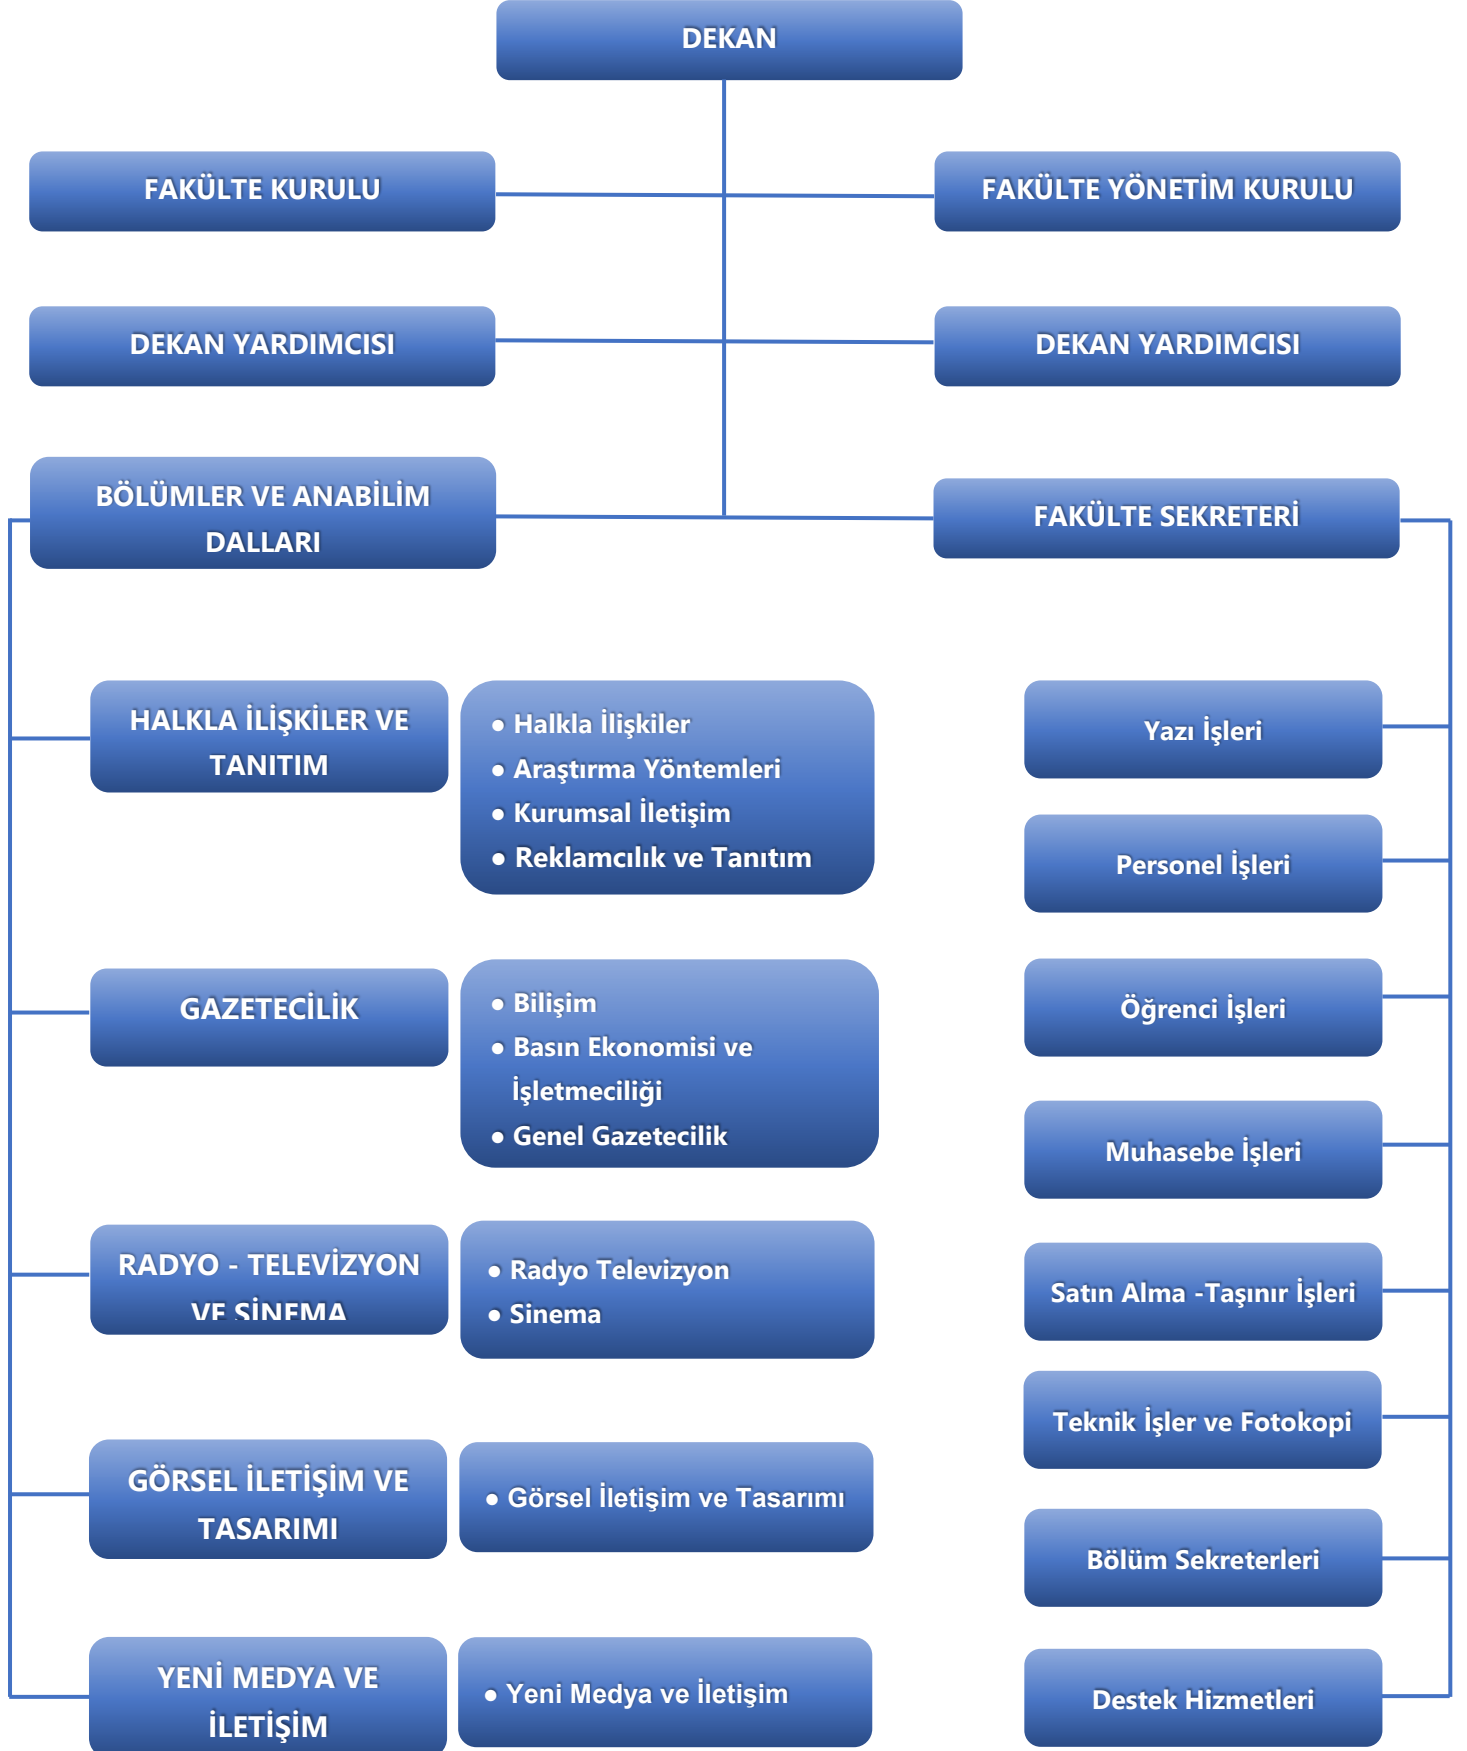 DEKAN
FAKÜLTE KURULU
FAKÜLTE YÖNETİM KURULU
DEKAN YARDIMCISI
DEKAN YARDIMCISI
BÖLÜMLER VE ANABİLİM
DALLARI
FAKÜLTE SEKRETERİ
HALKLA İLİŞKİLER VE
TANITIM
● Halkla İlişkiler
● Araştırma Yöntemleri
● Kurumsal İletişim
● Reklamcılık ve Tanıtım
GAZETECİLİK
● Bilişim
● Basın Ekonomisi ve
İşletmeciliği
● Genel Gazetecilik
RADYO - TELEVİZYON
VE SİNEMA
● Radyo Televizyon
● Sinema
GÖRSEL İLETİŞİM VE
TASARIMI
● Görsel İletişim ve Tasarımı
YENİ MEDYA VE
İLETİŞİM
● Yeni Medya ve İletişim
Yazı İşleri
Personel İşleri
Öğrenci İşleri
Muhasebe İşleri
Satın Alma -Taşınır İşleri
Teknik İşler ve Fotokopi
Bölüm Sekreterleri
Destek Hizmetleri